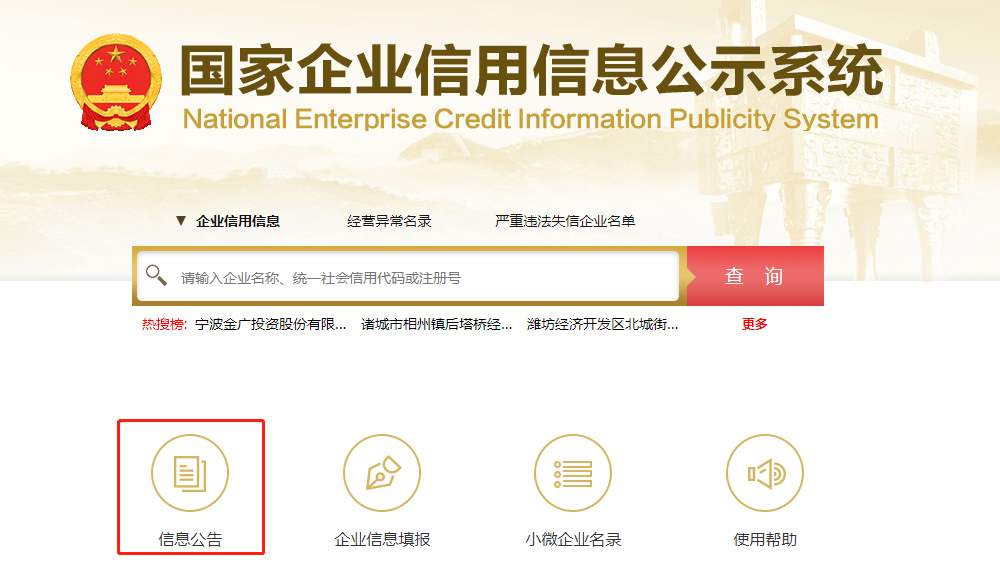 国家企业信用信息公示系统
National Enterprise Credit Information Publicity System
▼ 企业信用信息 经营异常名录 严重违法失信企业名单
请输入企业名称、统一社会信用代码或注册号 查 询
热搜榜: 宁波金广投资股份有限... 诸城市相州镇后塔桥经... 潍坊经济开发区北城街... 更多
信息公告 企业信息填报 小微企业名录 使用帮助